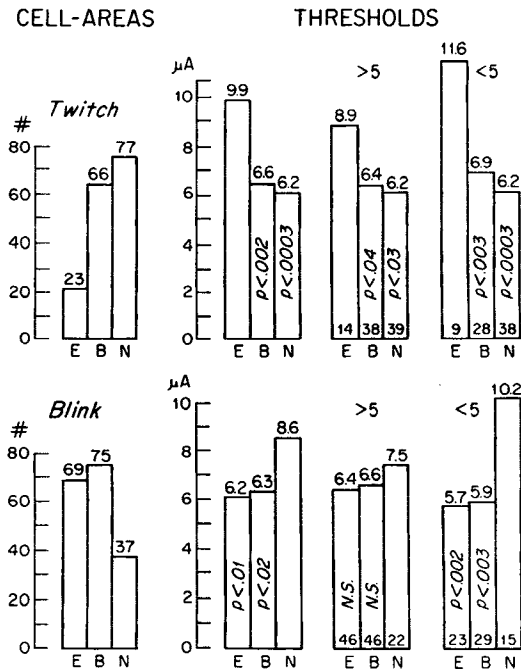 CELL-AREAS THRESHOLDS
Twitch
#
80
60
40
20
0
23 66 77
E B N
μA
10
8
6
4
2
0
9.9 6.6 6.2
p<.002 p<.0003
E B N
>5
8.9 6.4 6.2
p<.04 p<.03
14 38 39
E B N
<5
11.6 6.9 6.2
p<.003 p<.0003
9 28 38
E B N
Blink
#
80
60
40
20
0
69 75 37
E B N
μA
10
8
6
4
2
0
6.2 6.3 8.6
p<.01 p<.02
E B N
>5
6.4 6.6 7.5
N.S. N.S.
46 46 22
E B N
<5
5.7 5.9 10.2
p<.002 p<.003
23 29 15
E B N